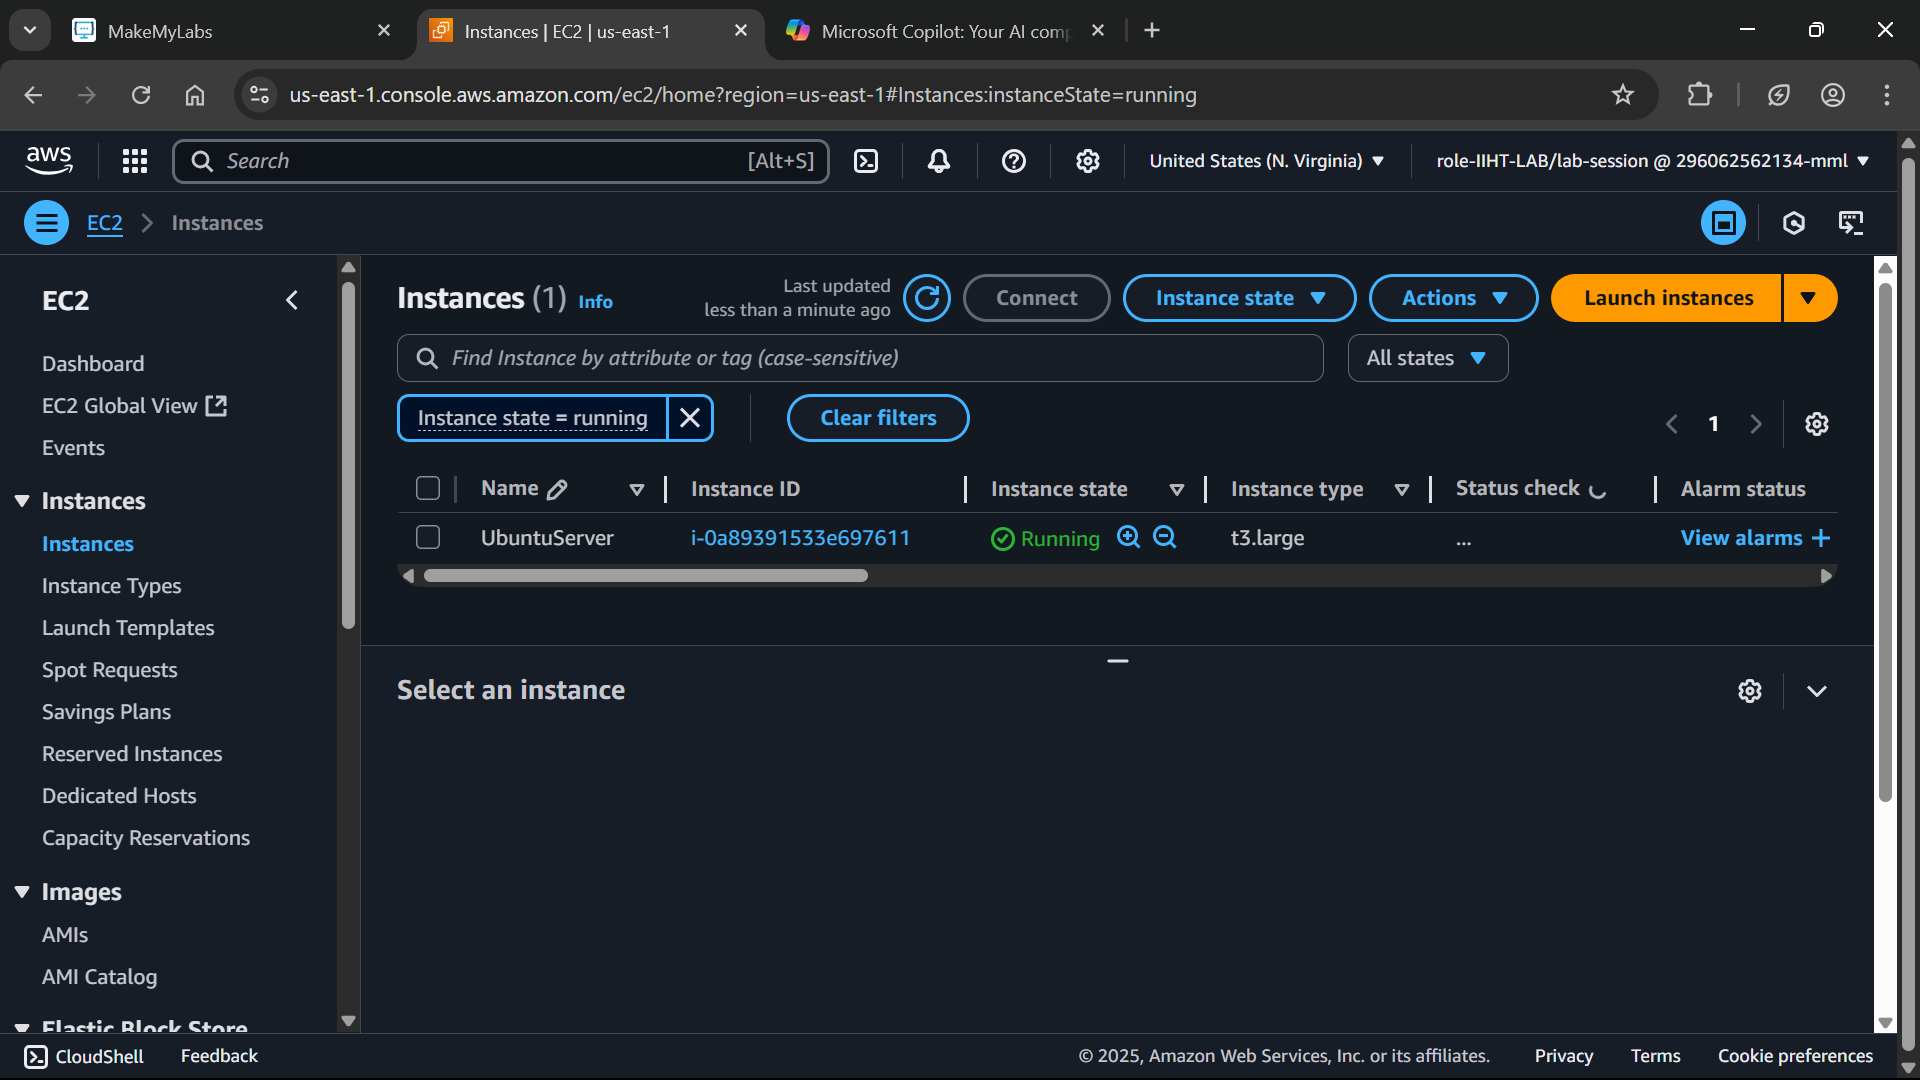 MakeMyLabs
Instances | EC2 | us-east-1
Microsoft Copilot: Your AI comp
us-east-1.console.aws.amazon.com/ec2/home?region=us-east-1#Instances:instanceState=running
aws
Search
[Alt+S]
United States (N. Virginia)
role-IIHT-LAB/lab-session @ 296062562134-mml
EC2
Instances
EC2
Dashboard
EC2 Global View
Events
Instances
Instances
Instance Types
Launch Templates
Spot Requests
Savings Plans
Reserved Instances
Dedicated Hosts
Capacity Reservations
Images
AMIs
AMI Catalog
Elastic Block Store
Instances (1) Info
Last updated
less than a minute ago
Connect
Instance state
Actions
Launch instances
Find Instance by attribute or tag (case-sensitive)
All states
Instance state = running
Clear filters
1
Name
Instance ID
Instance state
Instance type
Status check
Alarm status
UbuntuServer
i-0a89391533e697611
Running
t3.large
...
View alarms +
Select an instance
CloudShell
Feedback
© 2025, Amazon Web Services, Inc. or its affiliates.
Privacy
Terms
Cookie preferences